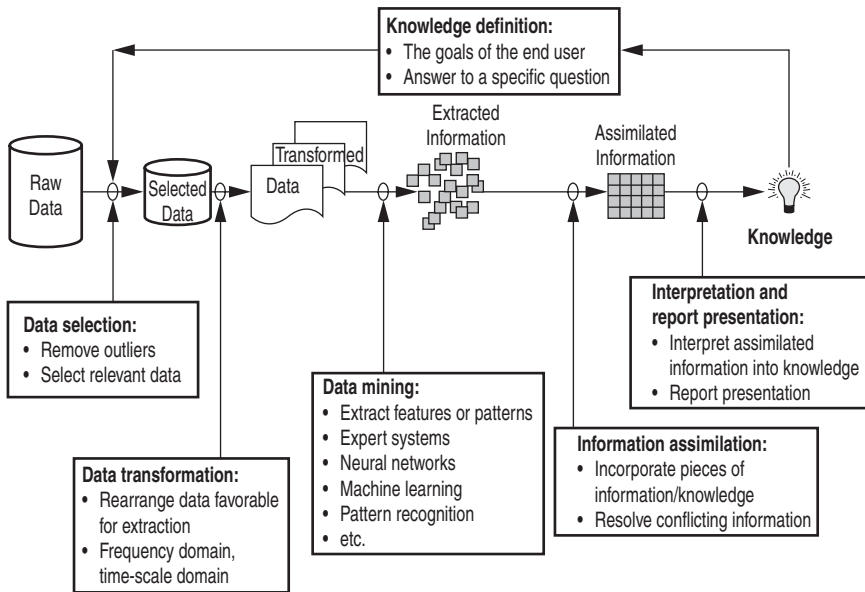 Knowledge definition:
• The goals of the end user
• Answer to a specific question
Raw
Data
Selected
Data
Transformed
Data
Extracted
Information
Assimilated
Information
Knowledge
Data selection:
• Remove outliers
• Select relevant data
Data transformation:
• Rearrange data favorable
for extraction
• Frequency domain,
time-scale domain
Data mining:
• Extract features or patterns
• Expert systems
• Neural networks
• Machine learning
• Pattern recognition
• etc.
Information assimilation:
• Incorporate pieces of
information/knowledge
• Resolve conflicting information
Interpretation and
report presentation:
• Interpret assimilated
information into knowledge
• Report presentation